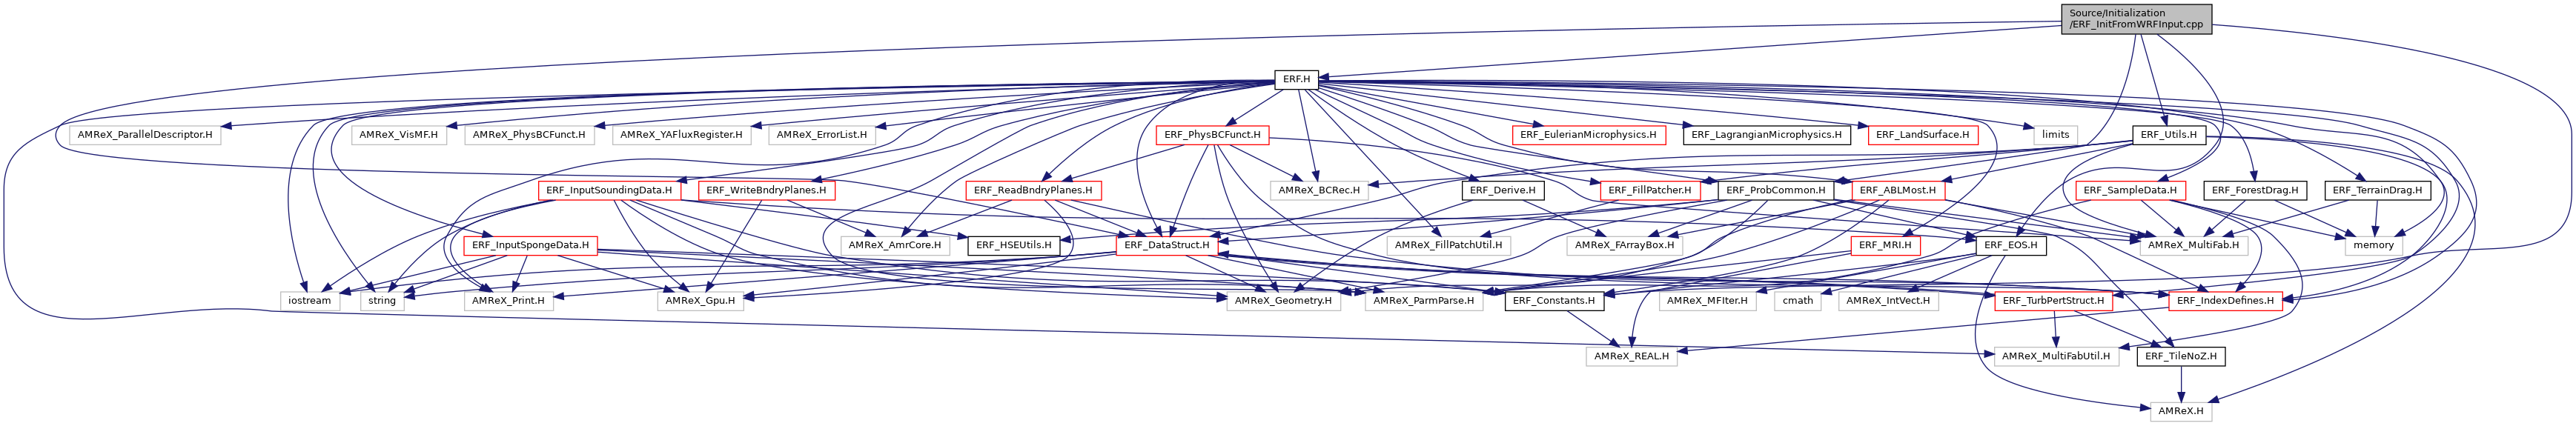 Source/Initialization
/ERF_InitFromWRFInput.cpp
ERF.H
AMReX_ParallelDescriptor.H
AMReX_VisMF.H
AMReX_PhysBCFunct.H
AMReX_YAFluxRegister.H
AMReX_ErrorList.H
ERF_PhysBCFunct.H
ERF_EulerianMicrophysics.H
ERF_LagrangianMicrophysics.H
ERF_LandSurface.H
limits
ERF_Utils.H
ERF_InputSoundingData.H
ERF_WriteBndryPlanes.H
ERF_ReadBndryPlanes.H
AMReX_BCRec.H
ERF_Derive.H
ERF_FillPatcher.H
ERF_ProbCommon.H
ERF_ABLMost.H
ERF_SampleData.H
ERF_ForestDrag.H
ERF_TerrainDrag.H
ERF_InputSpongeData.H
AMReX_AmrCore.H
ERF_HSEUtils.H
ERF_DataStruct.H
AMReX_FillPatchUtil.H
AMReX_FArrayBox.H
ERF_MRI.H
ERF_EOS.H
AMReX_MultiFab.H
memory
iostream
string
AMReX_Print.H
AMReX_Gpu.H
AMReX_Geometry.H
AMReX_ParmParse.H
ERF_Constants.H
AMReX_MFIter.H
cmath
AMReX_IntVect.H
ERF_TurbPertStruct.H
ERF_IndexDefines.H
AMReX_REAL.H
AMReX_MultiFabUtil.H
ERF_TileNoZ.H
AMReX.H